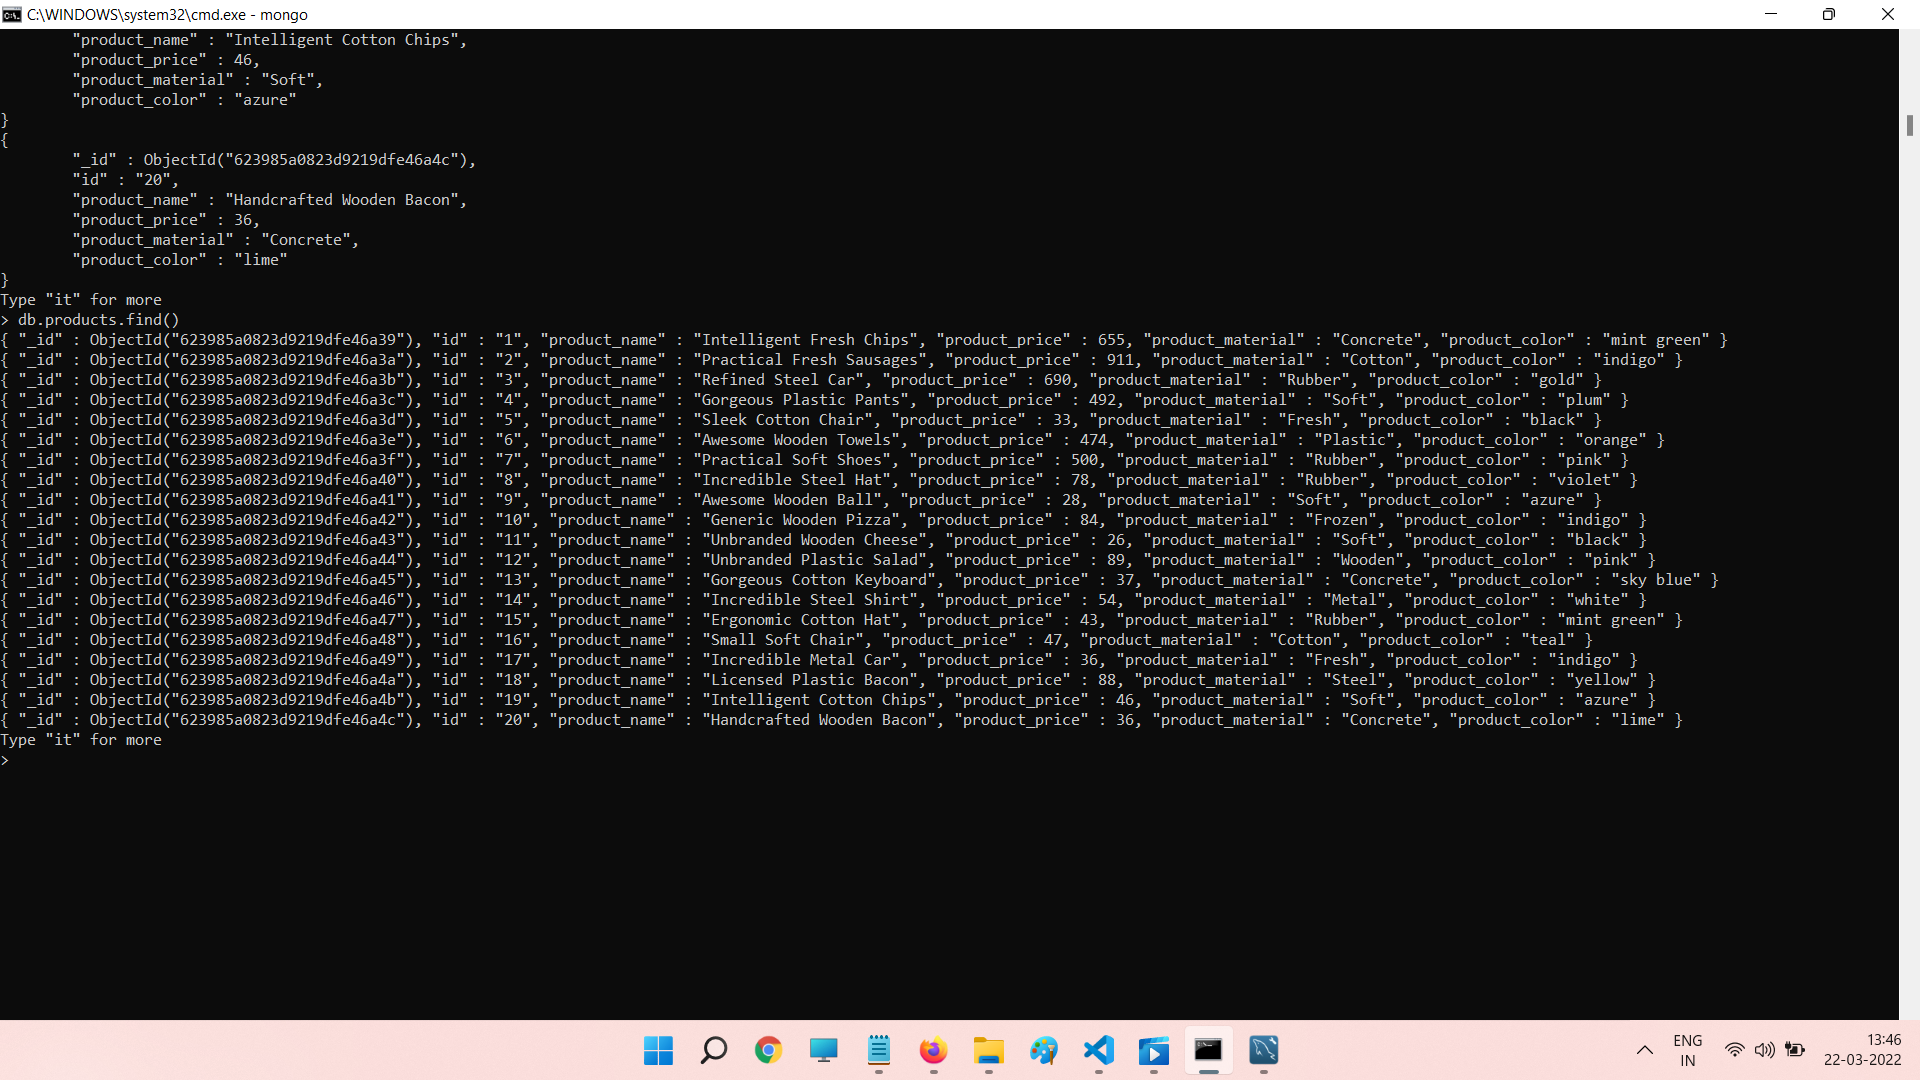 C:\WINDOWS\system32\cmd.exe - mongo
"product_name" : "Intelligent Cotton Chips",
"product_price" : 46,
"product_material" : "Soft",
"product_color" : "azure"
}
{
"_id" : ObjectId("623985a0823d9219dfe46a4c"),
"id" : "20",
"product_name" : "Handcrafted Wooden Bacon",
"product_price" : 36,
"product_material" : "Concrete",
"product_color" : "lime"
}
Type "it" for more
> db.products.find()
{ "_id" : ObjectId("623985a0823d9219dfe46a39"), "id" : "1", "product_name" : "Intelligent Fresh Chips", "product_price" : 655, "product_material" : "Concrete", "product_color" : "mint green" }
{ "_id" : ObjectId("623985a0823d9219dfe46a3a"), "id" : "2", "product_name" : "Practical Fresh Sausages", "product_price" : 911, "product_material" : "Cotton", "product_color" : "indigo" }
{ "_id" : ObjectId("623985a0823d9219dfe46a3b"), "id" : "3", "product_name" : "Refined Steel Car", "product_price" : 690, "product_material" : "Rubber", "product_color" : "gold" }
{ "_id" : ObjectId("623985a0823d9219dfe46a3c"), "id" : "4", "product_name" : "Gorgeous Plastic Pants", "product_price" : 492, "product_material" : "Soft", "product_color" : "plum" }
{ "_id" : ObjectId("623985a0823d9219dfe46a3d"), "id" : "5", "product_name" : "Sleek Cotton Chair", "product_price" : 33, "product_material" : "Fresh", "product_color" : "black" }
{ "_id" : ObjectId("623985a0823d9219dfe46a3e"), "id" : "6", "product_name" : "Awesome Wooden Towels", "product_price" : 474, "product_material" : "Plastic", "product_color" : "orange" }
{ "_id" : ObjectId("623985a0823d9219dfe46a3f"), "id" : "7", "product_name" : "Practical Soft Shoes", "product_price" : 500, "product_material" : "Rubber", "product_color" : "pink" }
{ "_id" : ObjectId("623985a0823d9219dfe46a40"), "id" : "8", "product_name" : "Incredible Steel Hat", "product_price" : 78, "product_material" : "Rubber", "product_color" : "violet" }
{ "_id" : ObjectId("623985a0823d9219dfe46a41"), "id" : "9", "product_name" : "Awesome Wooden Ball", "product_price" : 28, "product_material" : "Soft", "product_color" : "azure" }
{ "_id" : ObjectId("623985a0823d9219dfe46a42"), "id" : "10", "product_name" : "Generic Wooden Pizza", "product_price" : 84, "product_material" : "Frozen", "product_color" : "indigo" }
{ "_id" : ObjectId("623985a0823d9219dfe46a43"), "id" : "11", "product_name" : "Unbranded Wooden Cheese", "product_price" : 26, "product_material" : "Soft", "product_color" : "black" }
{ "_id" : ObjectId("623985a0823d9219dfe46a44"), "id" : "12", "product_name" : "Unbranded Plastic Salad", "product_price" : 89, "product_material" : "Wooden", "product_color" : "pink" }
{ "_id" : ObjectId("623985a0823d9219dfe46a45"), "id" : "13", "product_name" : "Gorgeous Cotton Keyboard", "product_price" : 37, "product_material" : "Concrete", "product_color" : "sky blue" }
{ "_id" : ObjectId("623985a0823d9219dfe46a46"), "id" : "14", "product_name" : "Incredible Steel Shirt", "product_price" : 54, "product_material" : "Metal", "product_color" : "white" }
{ "_id" : ObjectId("623985a0823d9219dfe46a47"), "id" : "15", "product_name" : "Ergonomic Cotton Hat", "product_price" : 43, "product_material" : "Rubber", "product_color" : "mint green" }
{ "_id" : ObjectId("623985a0823d9219dfe46a48"), "id" : "16", "product_name" : "Small Soft Chair", "product_price" : 47, "product_material" : "Cotton", "product_color" : "teal" }
{ "_id" : ObjectId("623985a0823d9219dfe46a49"), "id" : "17", "product_name" : "Incredible Metal Car", "product_price" : 36, "product_material" : "Fresh", "product_color" : "indigo" }
{ "_id" : ObjectId("623985a0823d9219dfe46a4a"), "id" : "18", "product_name" : "Licensed Plastic Bacon", "product_price" : 88, "product_material" : "Steel", "product_color" : "yellow" }
{ "_id" : ObjectId("623985a0823d9219dfe46a4b"), "id" : "19", "product_name" : "Intelligent Cotton Chips", "product_price" : 46, "product_material" : "Soft", "product_color" : "azure" }
{ "_id" : ObjectId("623985a0823d9219dfe46a4c"), "id" : "20", "product_name" : "Handcrafted Wooden Bacon", "product_price" : 36, "product_material" : "Concrete", "product_color" : "lime" }
Type "it" for more
>
ENG
IN
13:46
22-03-2022